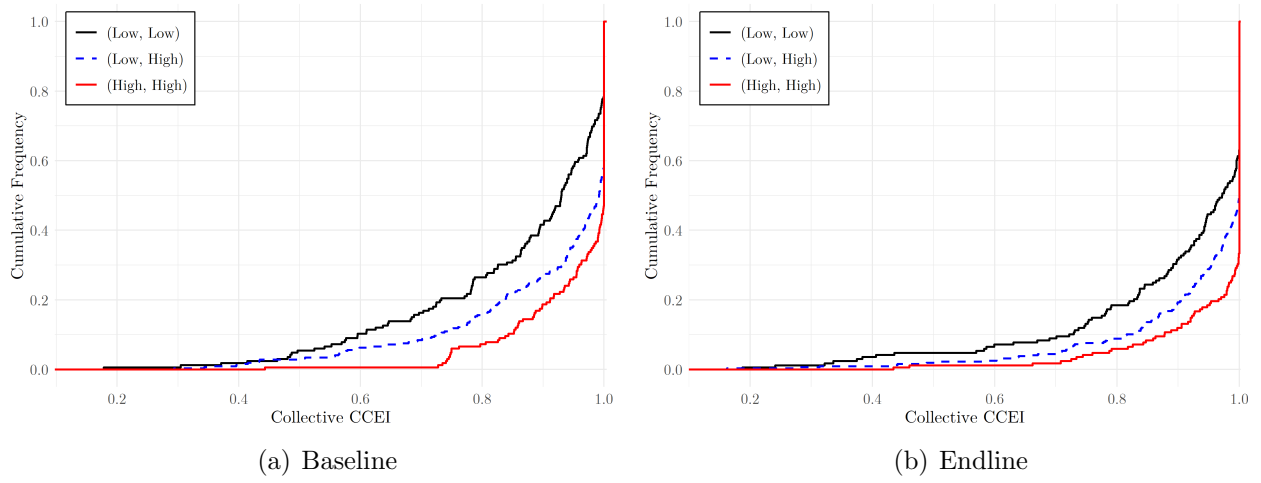 Cumulative Frequency
1.0
0.8
0.6
0.4
0.2
0.0
(Low, Low)
(Low, High)
(High, High)
0.2 0.4 0.6 0.8 1.0
Collective CCEI
(a) Baseline
Cumulative Frequency
1.0
0.8
0.6
0.4
0.2
0.0
(Low, Low)
(Low, High)
(High, High)
0.2 0.4 0.6 0.8 1.0
Collective CCEI
(b) Endline